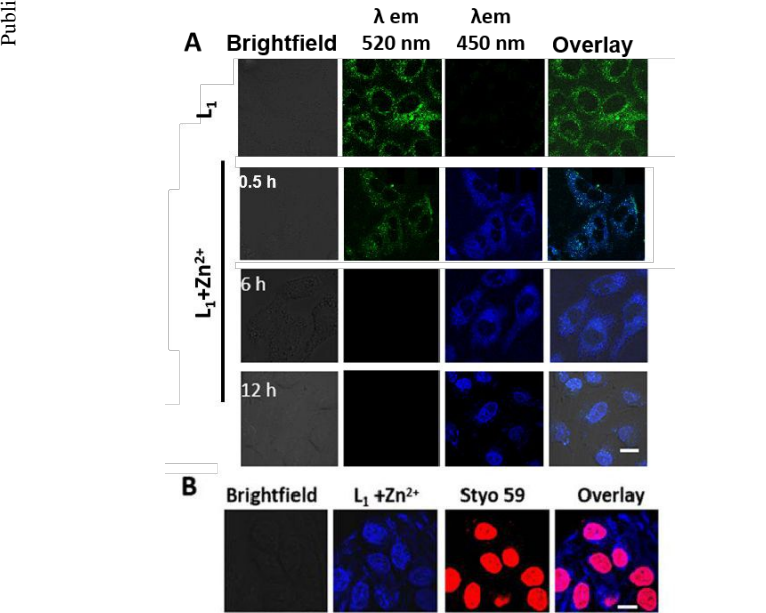 Publi
A
Brightfield
λ em
520 nm
λem
450 nm
Overlay
L₁
L₁+Zn²⁺
0.5 h
6 h
12 h
B
Brightfield
L₁ +Zn²⁺
Styo 59
Overlay